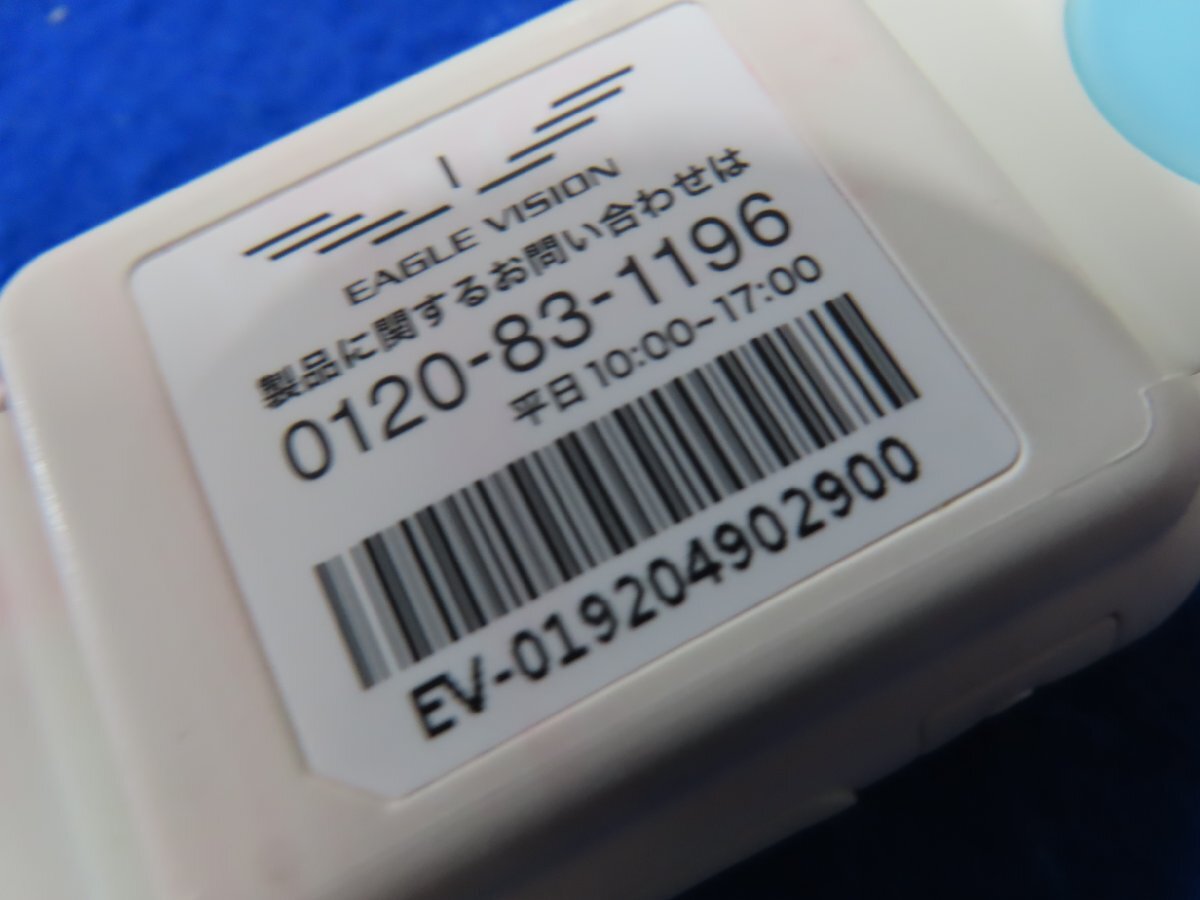 EAGLE VISION
製品に関するお問い合わせは
0120-83-1196
平日 10:00-17:00
EV-019204902900